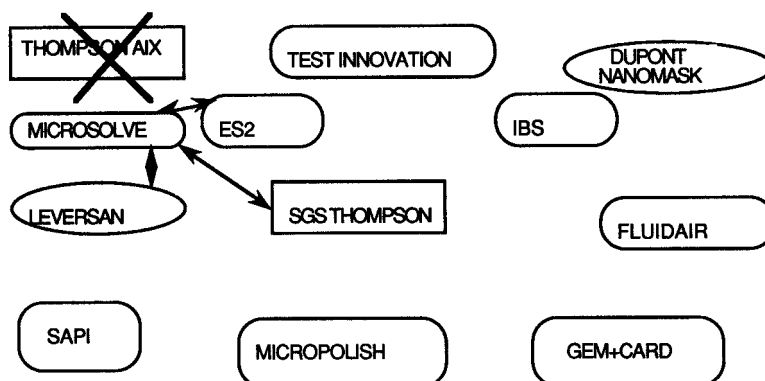 THOMPSON AIX
TEST INNOVATION
DUPONT
NANOMASK
MICROSOLVE
ES2
IBS
LEVERSAN
SGS THOMPSON
FLUIDAIR
SAPI
MICROPOLISH
GEM+CARD